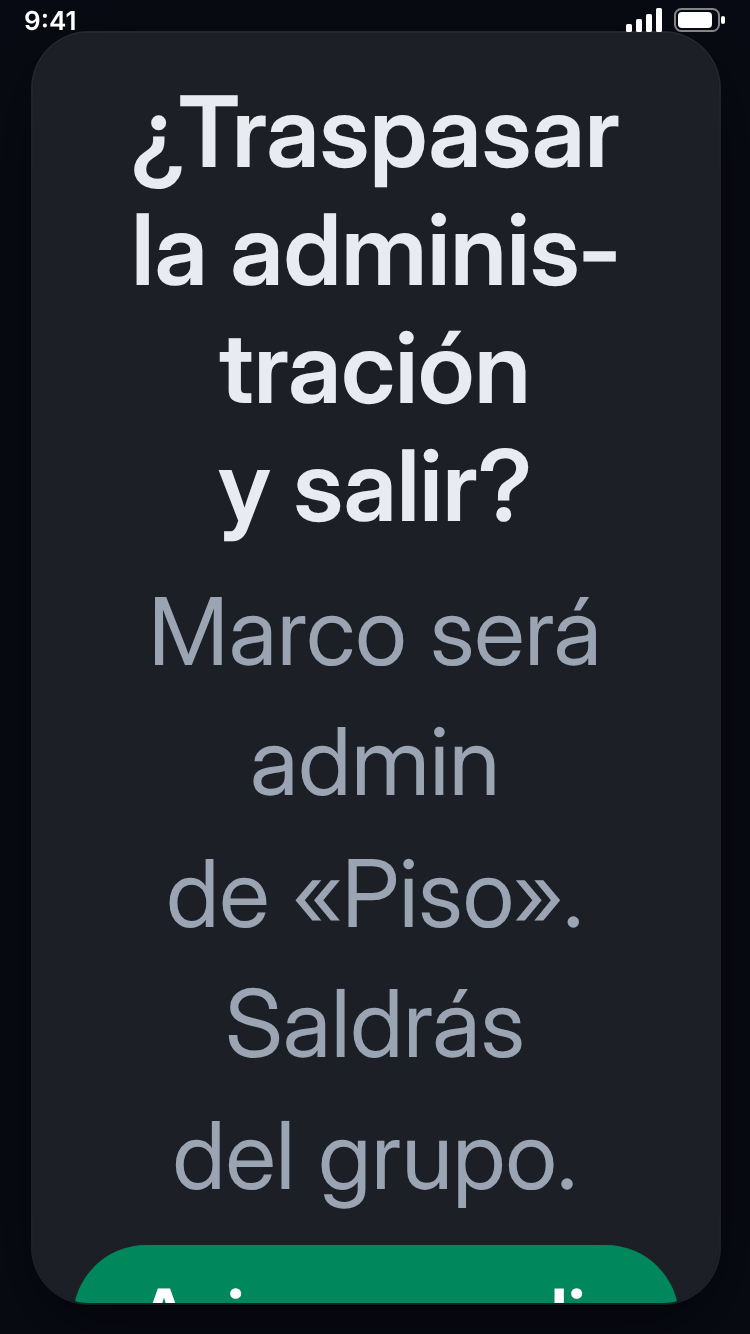 9:41
¿Traspasar
la adminis-
tración
y salir?
Marco será
admin
de «Piso».
Saldrás
del grupo.